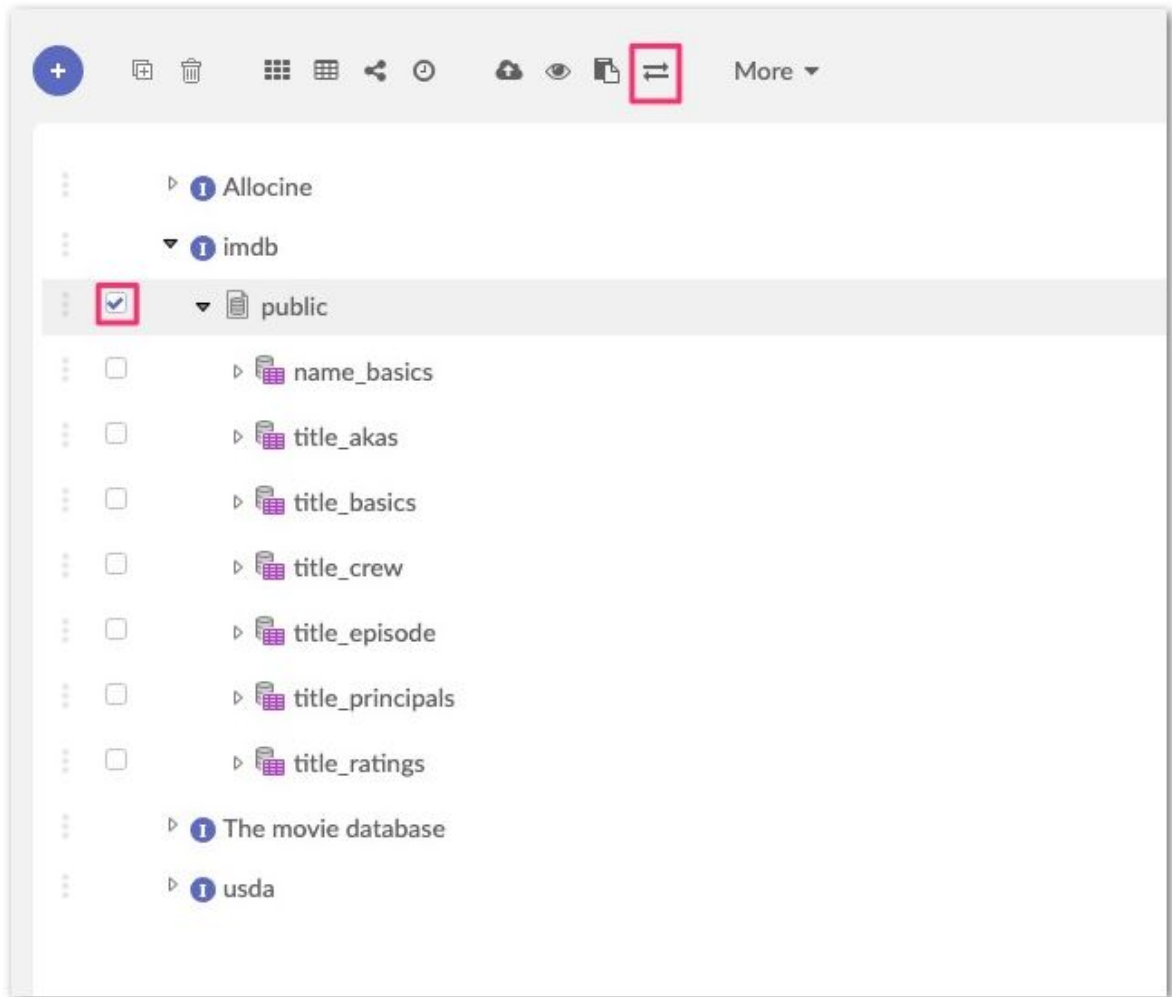 More
I Allocine
I imdb
public
name_basics
title_akas
title_basics
title_crew
title_episode
title_principals
title_ratings
I The movie database
I usda